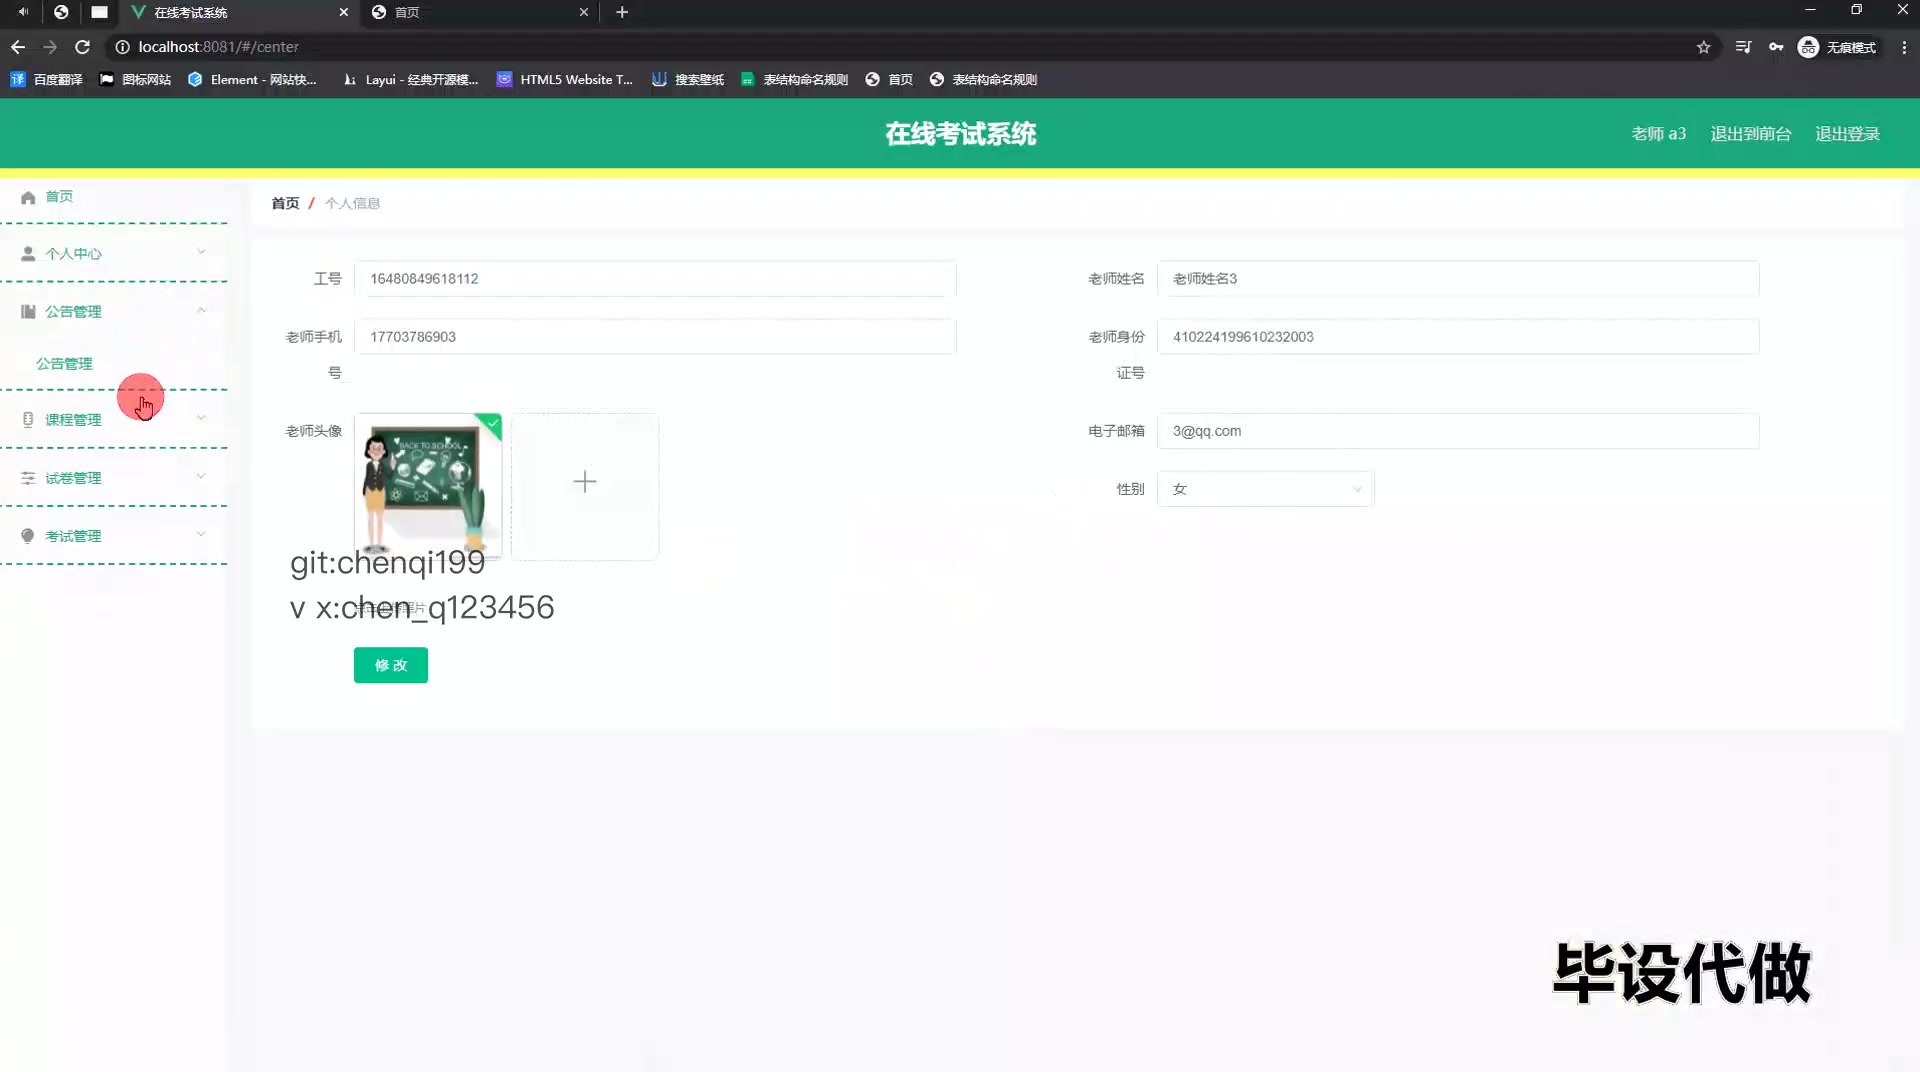 在线考试系统
首页
localhost:8081/#/center
无痕模式
百度翻译
图标网站
Element - 网站快...
Layui - 经典开源模...
HTML5 Website T...
搜索壁纸
表结构命名规则
首页
表结构命名规则
在线考试系统
老师 a3
退出到前台
退出登录
首页
个人中心
公告管理
公告管理
课程管理
试卷管理
考试管理
首页 / 个人信息
工号
16480849618112
老师姓名
老师姓名3
老师手机
号
17703786903
老师身份
证号
410224199610232003
老师头像
BACK TO SCHOOL
电子邮箱
3@qq.com
性别
女
git:chenqi199
v x:chen_q123456
修 改
毕设代做